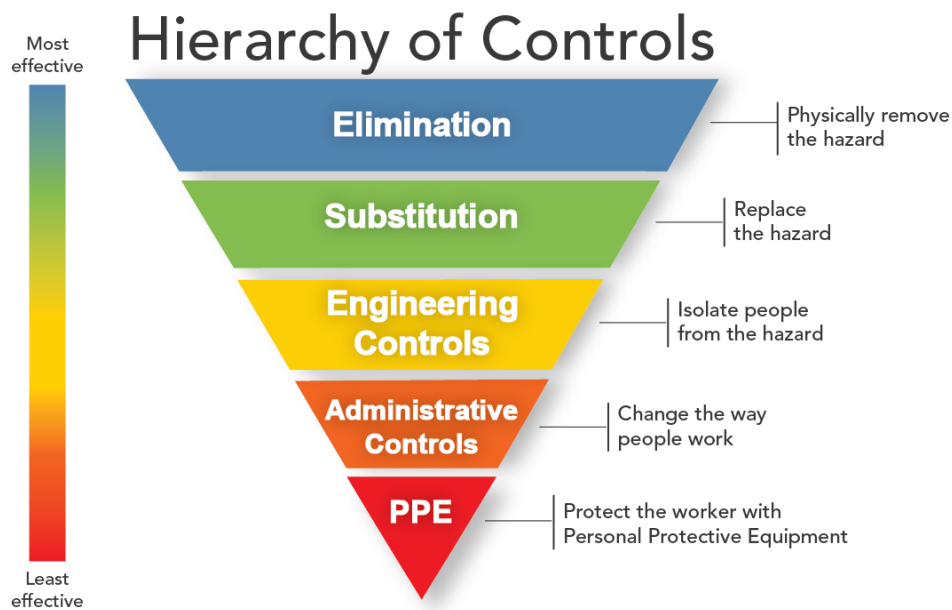 Hierarchy of Controls
Most
effective
Elimination
Physically remove
the hazard
Substitution
Replace
the hazard
Engineering
Controls
Isolate people
from the hazard
Administrative
Controls
Change the way
people work
PPE
Protect the worker with
Personal Protective Equipment
Least
effective